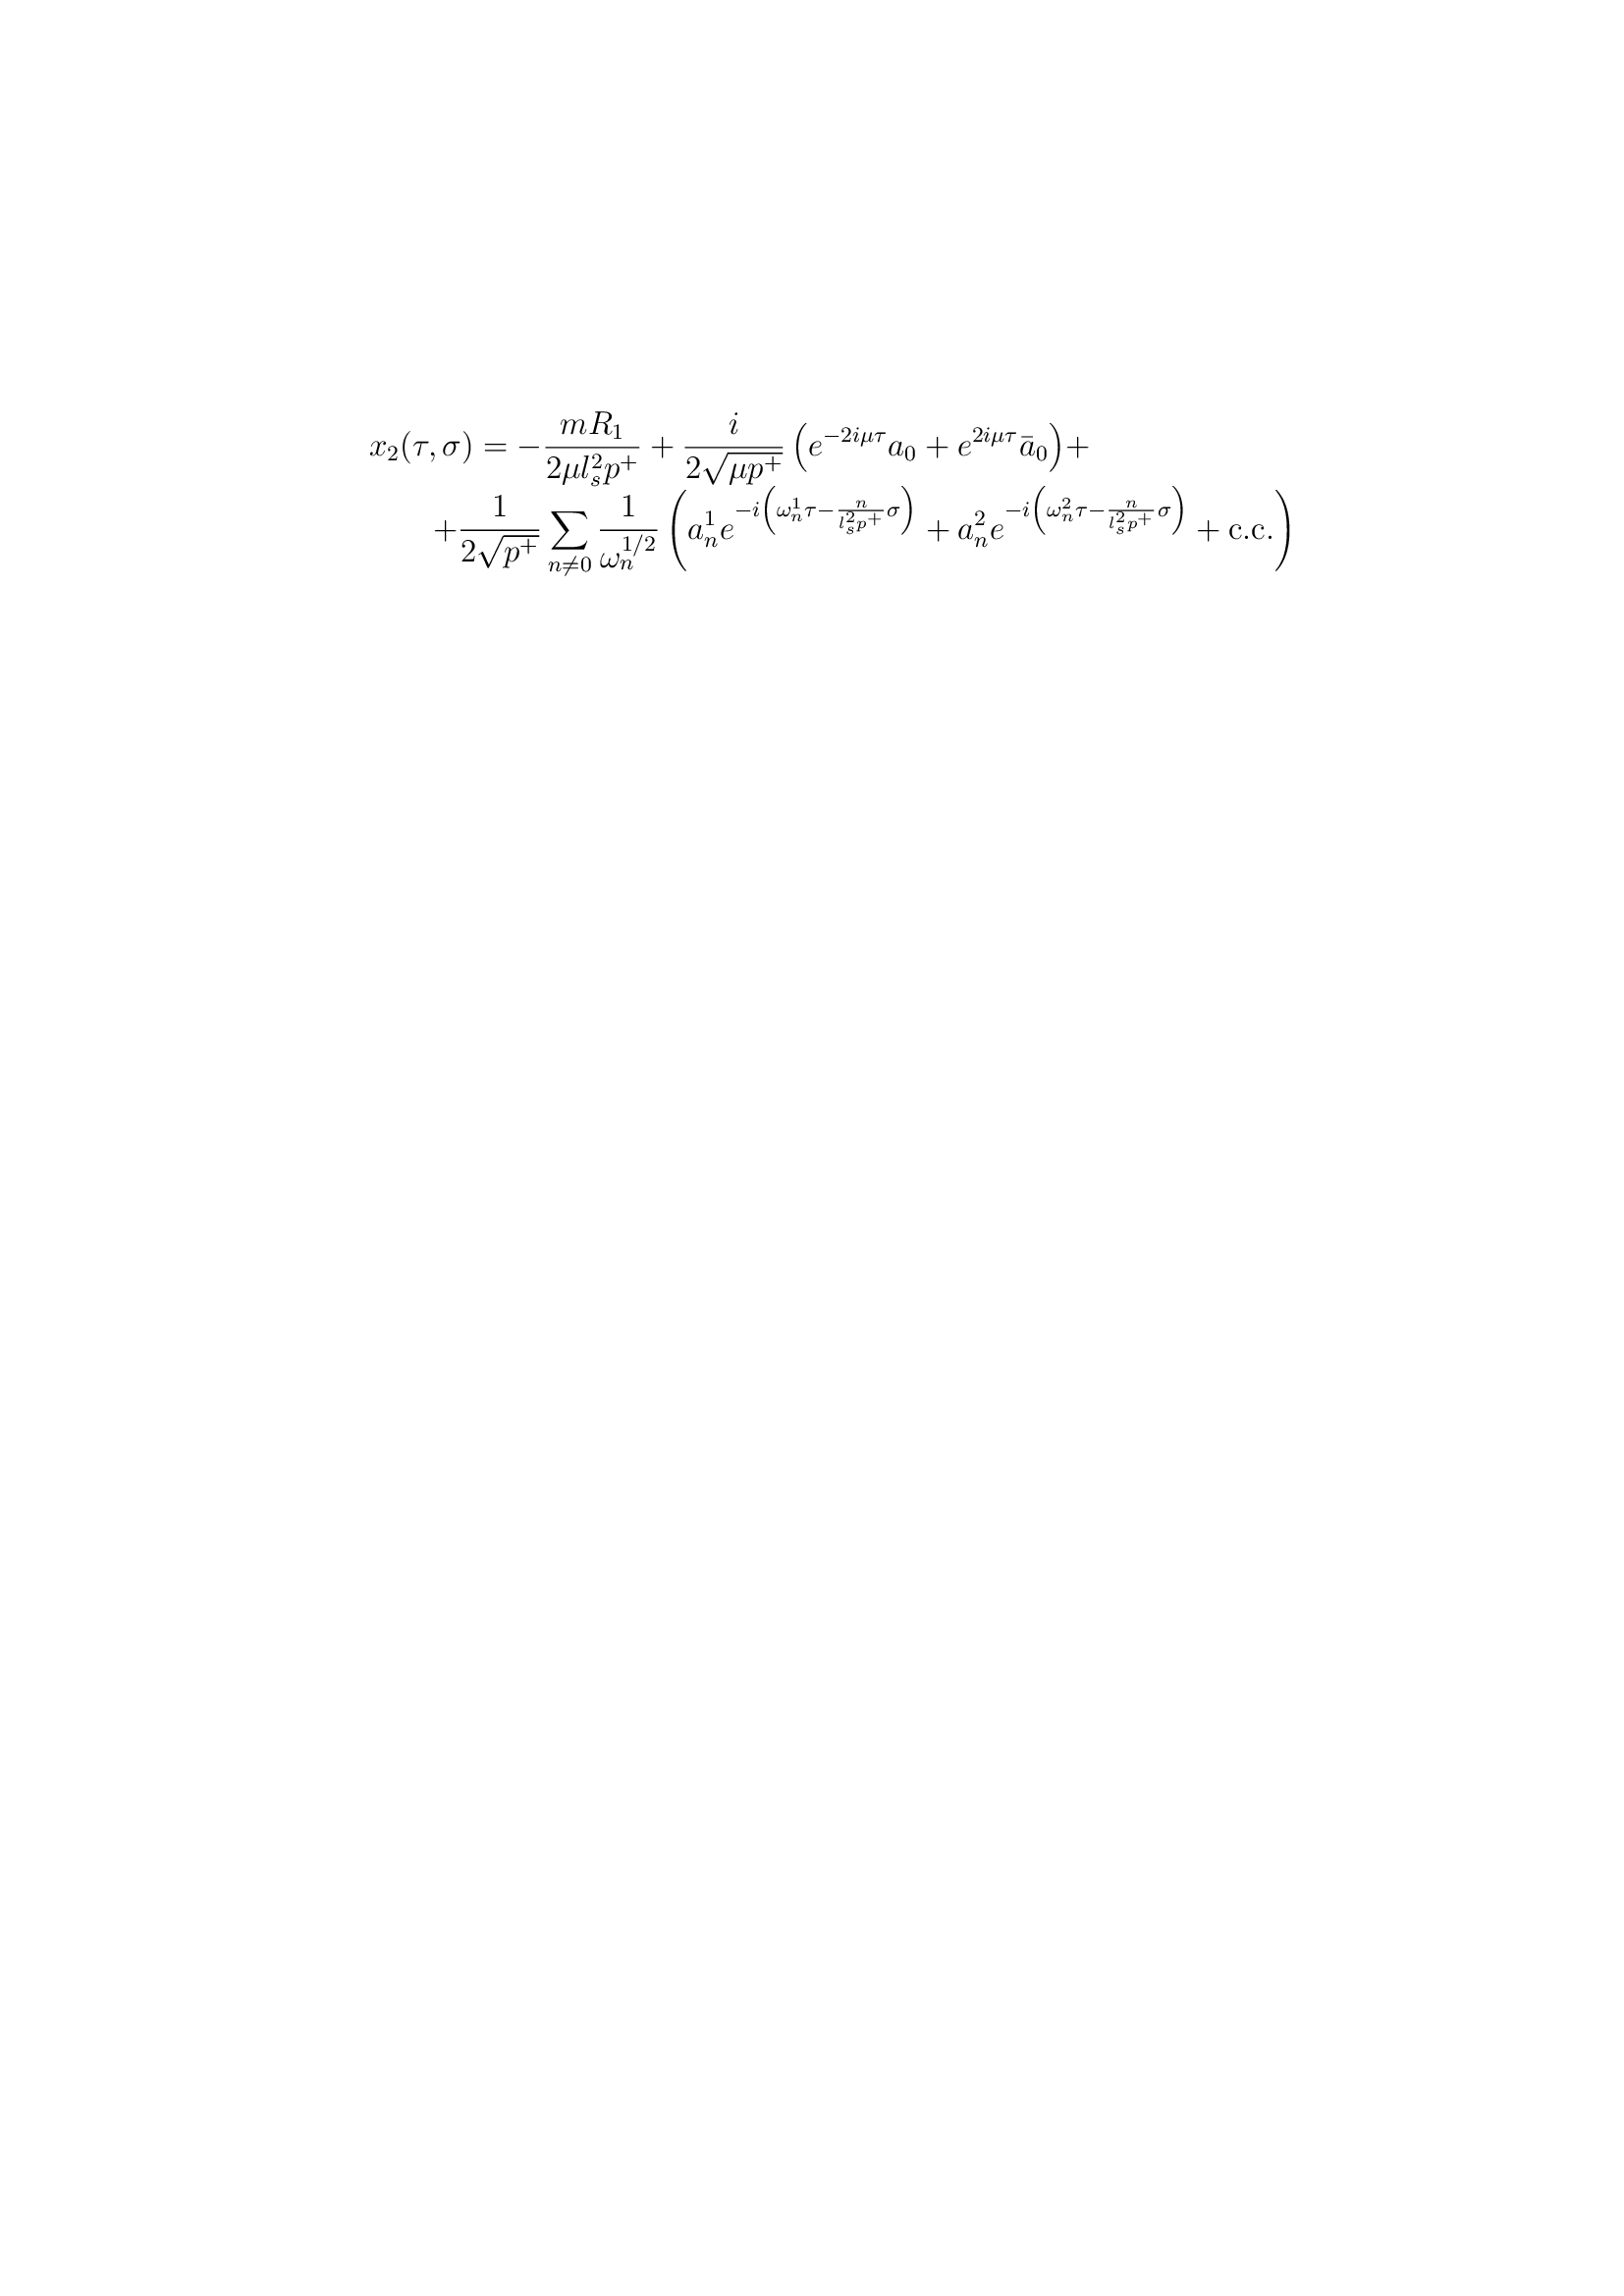 x_2(\tau,\sigma) = -\frac{mR_1}{2\mu l_s^2 p^+} + \frac{i}{2\sqrt{\mu p^+}} \left( e^{-2i\mu\tau} a_0 + e^{2i\mu\tau} \bar{a}_0 \right) +
+ \frac{1}{2\sqrt{p^+}} \sum_{n \neq 0} \frac{1}{\omega_n^{1/2}} \left( a_n^1 e^{-i\left(\omega_n^1 \tau - \frac{n}{l_s^2 p^+}\sigma\right)} + a_n^2 e^{-i\left(\omega_n^2 \tau - \frac{n}{l_s^2 p^+}\sigma\right)} + \text{c.c.} \right)